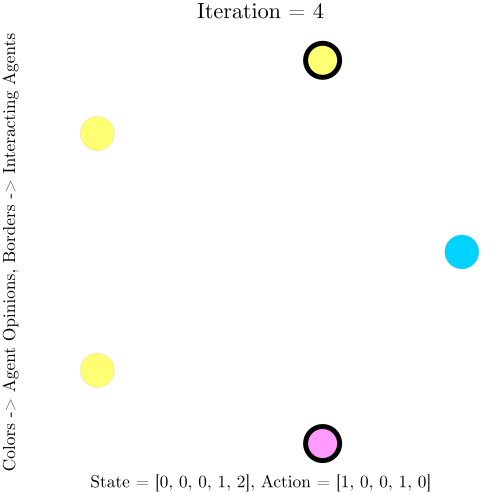 Iteration = 4
Colors -> Agent Opinions, Borders -> Interacting Agents
State = [0, 0, 0, 1, 2], Action = [1, 0, 0, 1, 0]